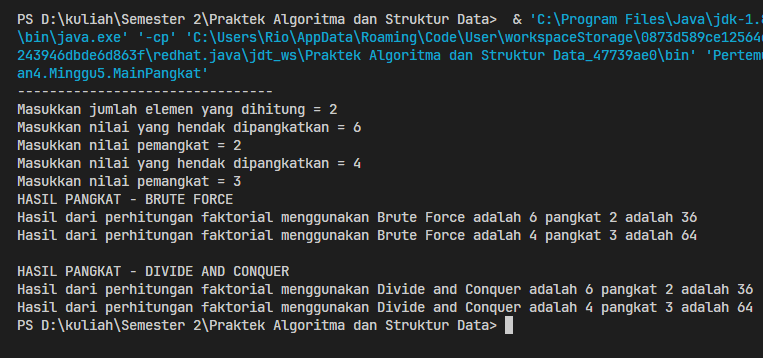 PS D:\kuliah\Semester 2\Praktek Algoritma dan Struktur Data>  & 'C:\Program Files\Java\jdk-1.8
\bin\java.exe' '-cp' 'C:\Users\Rio\AppData\Roaming\Code\User\workspaceStorage\0873d589ce12564
243946dbde6d863f\redhat.java\jdt_ws\Praktek Algoritma dan Struktur Data_47739ae0\bin' 'Pertemu
an4.Minggu5.MainPangkat'
------------------------------
Masukkan jumlah elemen yang dihitung = 2
Masukkan nilai yang hendak dipangkatkan = 6
Masukkan nilai pemangkat = 2
Masukkan nilai yang hendak dipangkatkan = 4
Masukkan nilai pemangkat = 3
HASIL PANGKAT - BRUTE FORCE
Hasil dari perhitungan faktorial menggunakan Brute Force adalah 6 pangkat 2 adalah 36
Hasil dari perhitungan faktorial menggunakan Brute Force adalah 4 pangkat 3 adalah 64

HASIL PANGKAT - DIVIDE AND CONQUER
Hasil dari perhitungan faktorial menggunakan Divide and Conquer adalah 6 pangkat 2 adalah 36
Hasil dari perhitungan faktorial menggunakan Divide and Conquer adalah 4 pangkat 3 adalah 64
PS D:\kuliah\Semester 2\Praktek Algoritma dan Struktur Data>